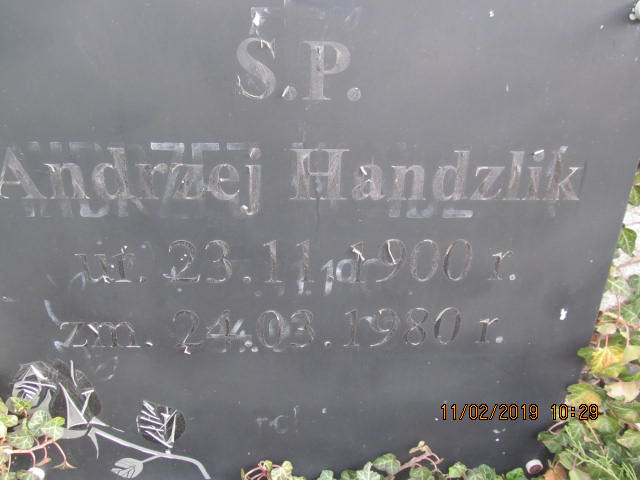 Ś.P.
Andrzej Handzlik
ur. 23.11.1900 r.
zm. 24.03.1980 r.
11/02/2019 10:29